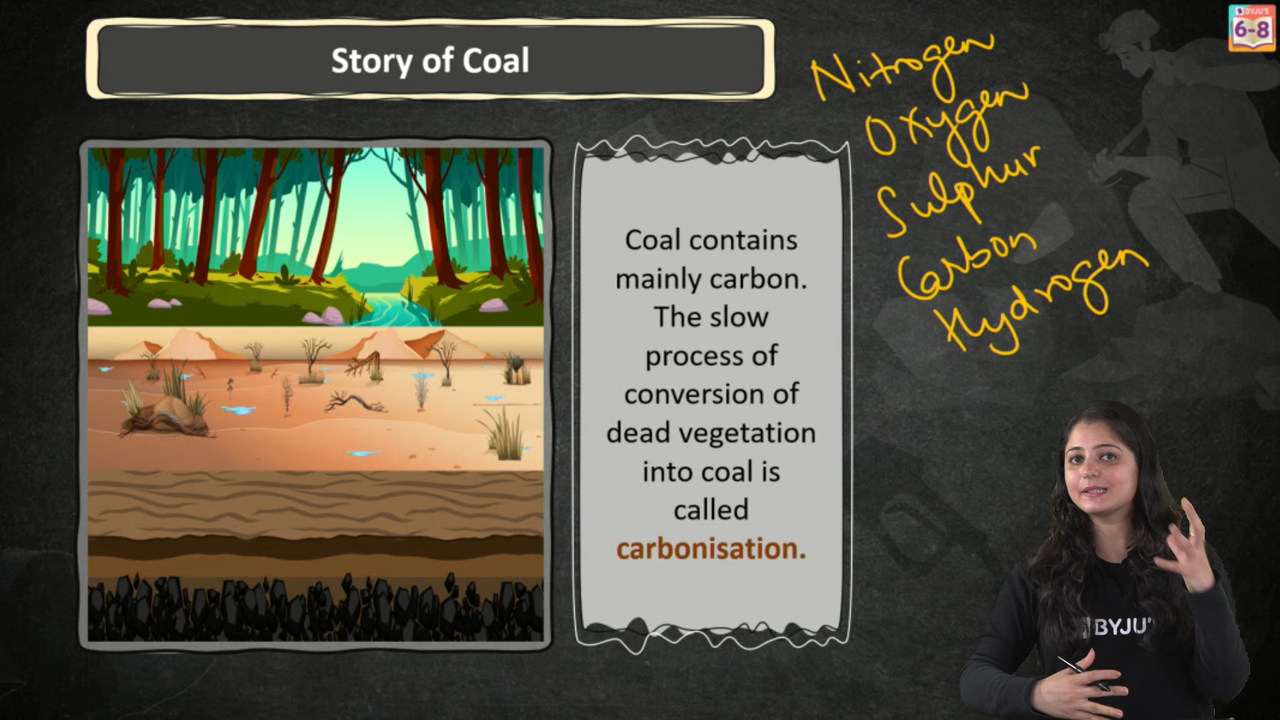 Story of Coal
Coal contains
mainly carbon.
The slow
process of
conversion of
dead vegetation
into coal is
called
carbonisation.
Nitrogen
Oxygen
Sulphur
Carbon
Hydrogen
BYJU'S
6-8
BYJU'S